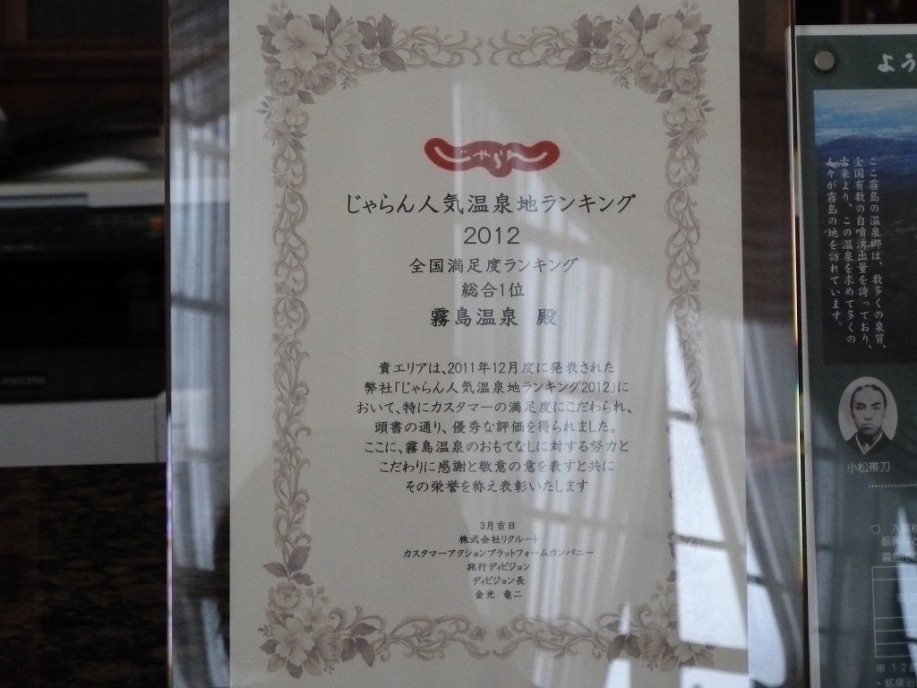 じゃらん
じゃらん人気温泉地ランキング
2012
全国満足度ランキング
総合1位
霧島温泉 殿
貴エリアは、2011年12月度に発表された
弊社「じゃらん人気温泉地ランキング2012」に
おいて、特にカスタマーの満足度にこだわられ、
頭書の通り、優秀な評価を得られました。
ここに、霧島温泉のおもてなしに対する努力と
こだわりに感謝と敬意の意を表すと共に
その栄誉を称え表彰いたします
3月吉日
株式会社リクルート
カスタマーアクションプラットフォームカンパニー
旅行ディビジョン
ディビジョン長
金光 竜二
よう
ここ霧島の温泉郷は、数多くの泉質、
全国有数の自噴湧出量を誇っており、
古来より、この温泉を求めて多くの
人々が霧島の地を訪れています。
小松帯刀